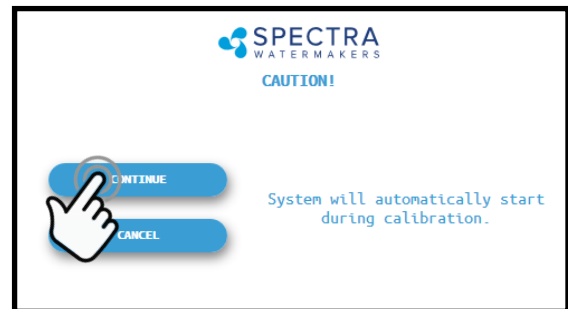 SPECTRA
WATERMAKERS
CAUTION!
CONTINUE
CANCEL
System will automatically start
during calibration.